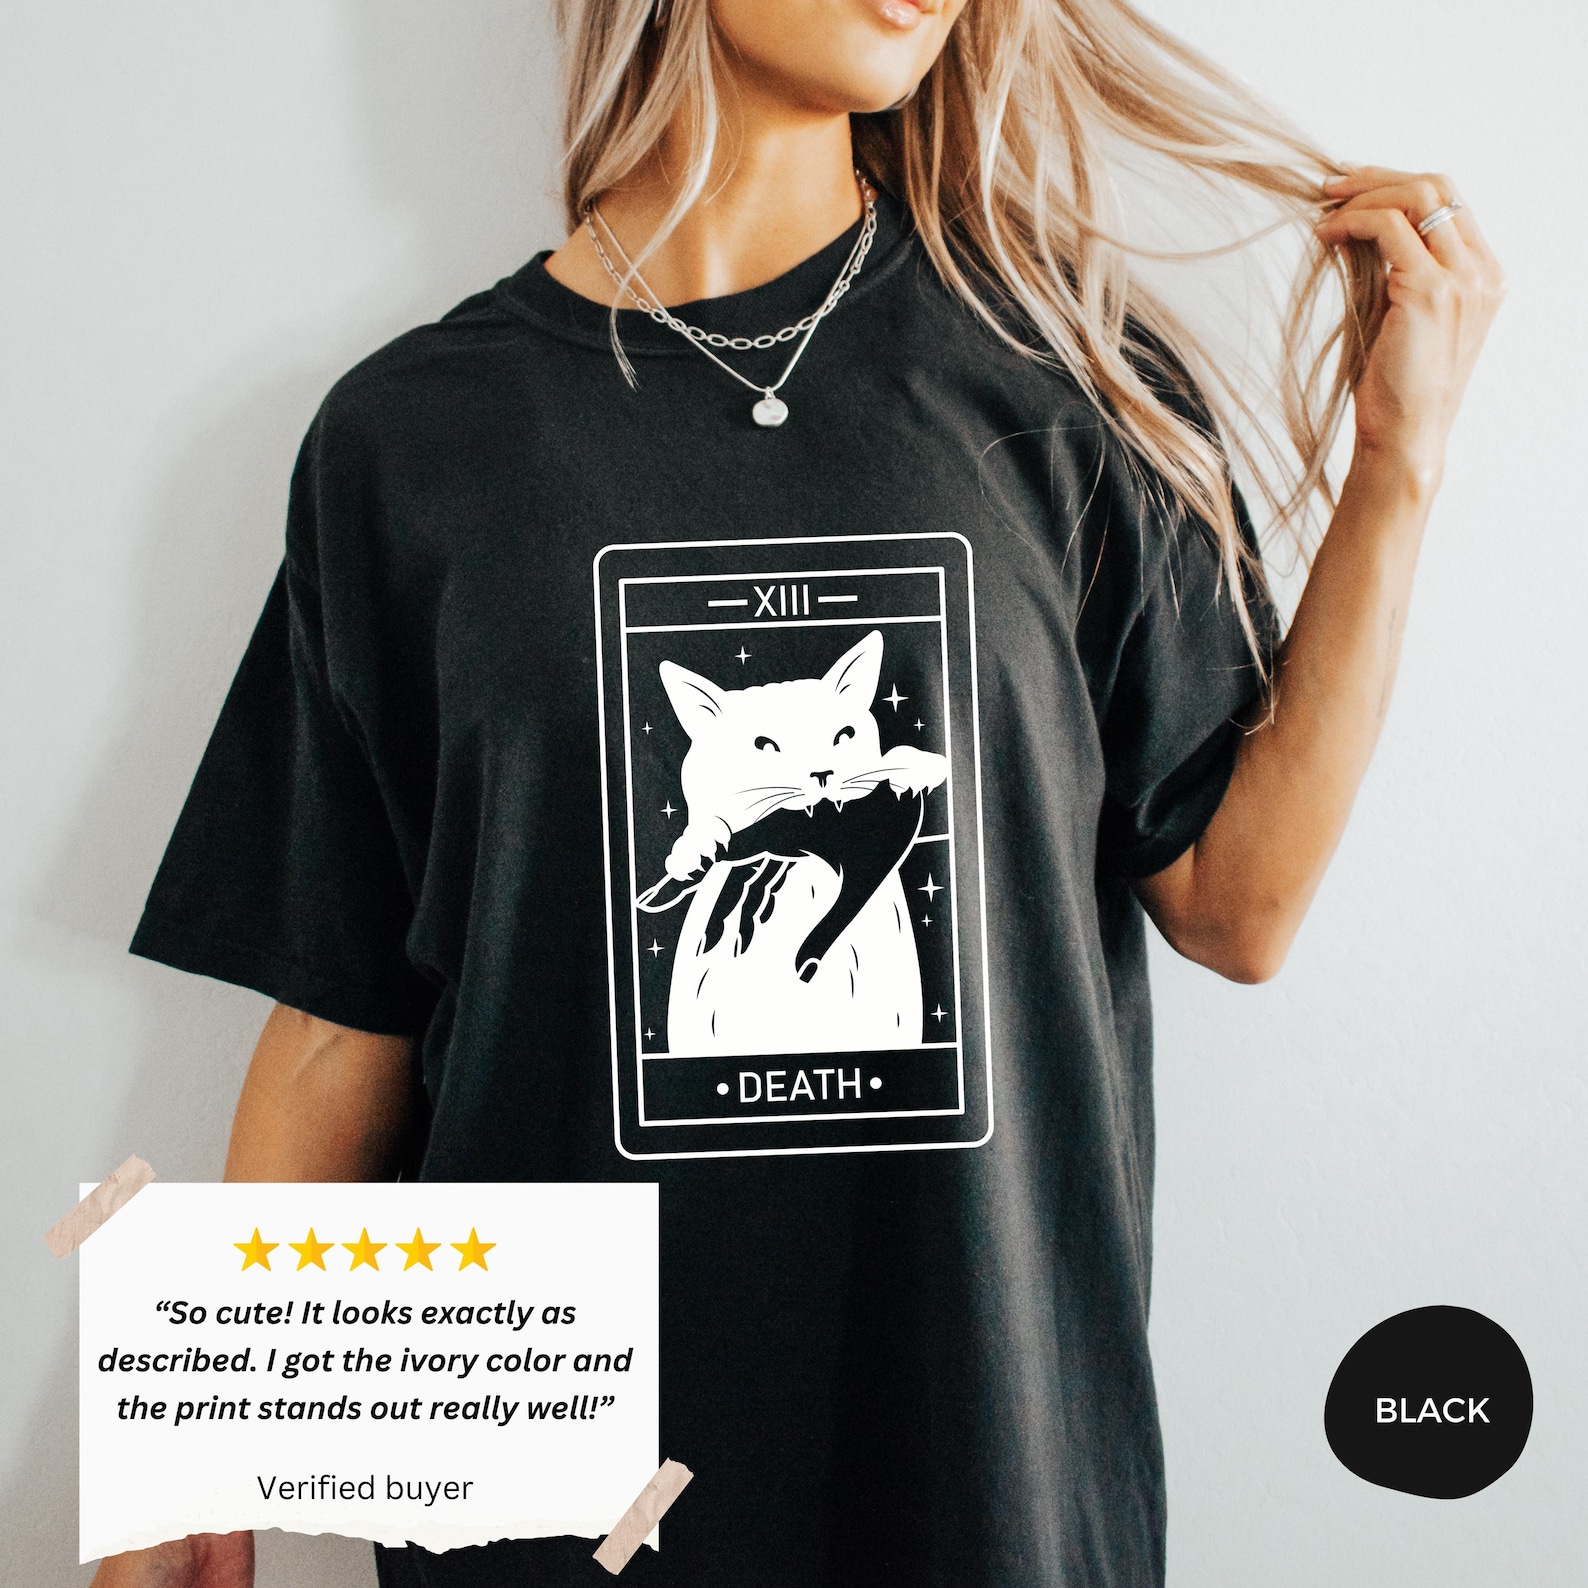 —XIII—
•DEATH•
“So cute! It looks exactly as
described. I got the ivory color and
the print stands out really well!”
Verified buyer
BLACK